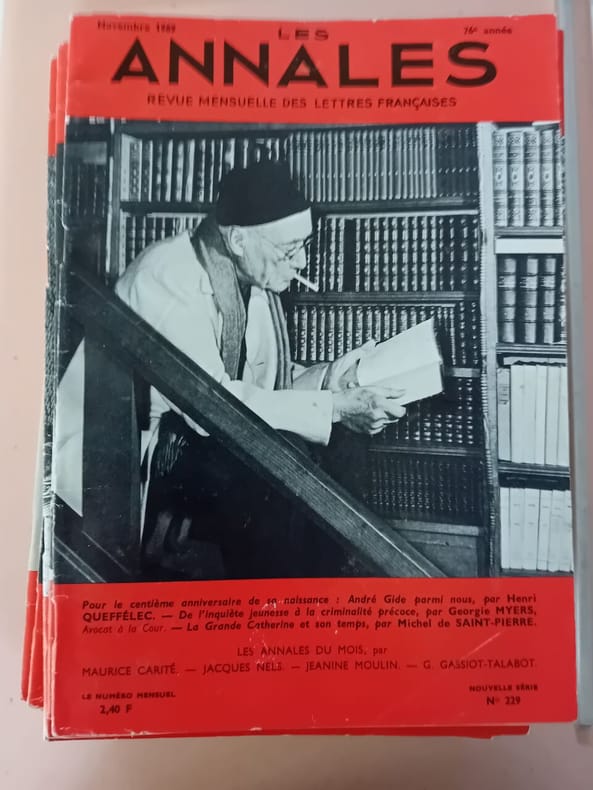 Novembre 1969
LES
76e année
ANNALES
REVUE MENSUELLE DES LETTRES FRANÇAISES
Pour le centième anniversaire de sa naissance : André Gide parmi nous, par Henri
QUEFFÉLEC. — De l'inquiète jeunesse à la criminalité précoce, par Georgie MYERS,
Avocat à la Cour. — La Grande Catherine et son temps, par Michel de SAINT-PIERRE.
LES ANNALES DU MOIS, par
MAURICE CARITÉ. — JACQUES NELS. — JEANINE MOULIN. — G. GASSIOT-TALABOT.
LE NUMÉRO MENSUEL
2,40 F
NOUVELLE SÉRIE
N° 229